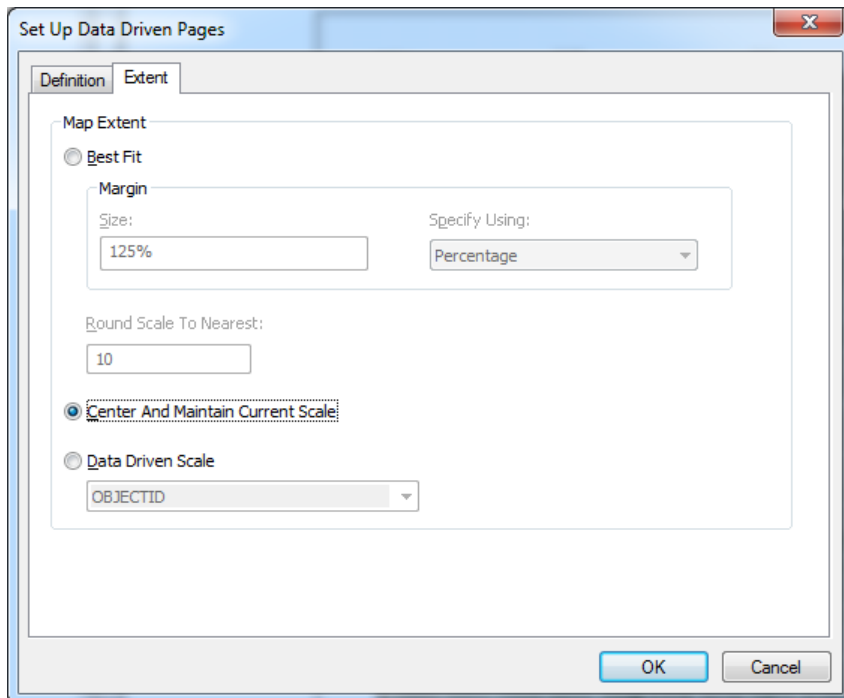 Set Up Data Driven Pages
Definition
Extent
Map Extent
Best Fit
Margin
Size:
Specify Using:
125%
Percentage
Round Scale To Nearest:
10
Center And Maintain Current Scale
Data Driven Scale
OBJECTID
OK
Cancel